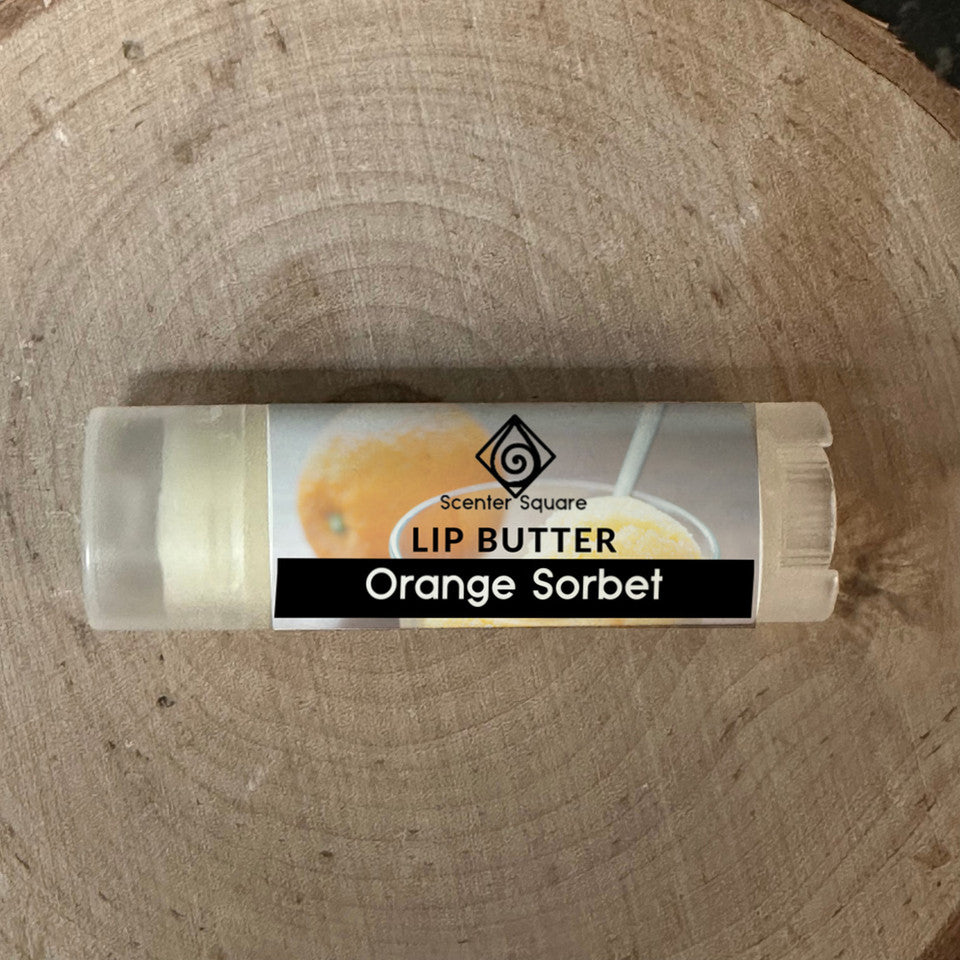 Scenter Square
LIP BUTTER
Orange Sorbet